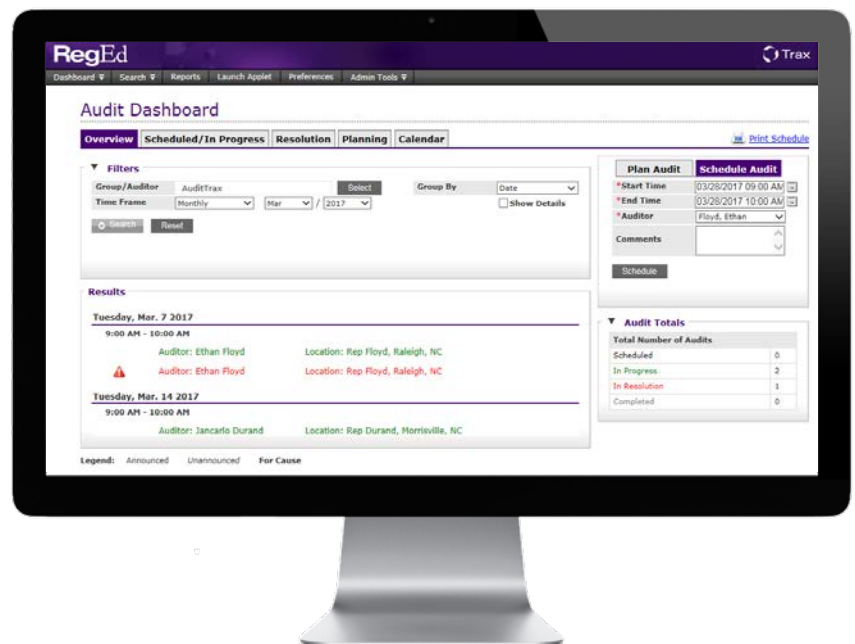 RegEd
Trax
Dashboard Search Reports Launch Applet Preferences Admin Tools
Audit Dashboard
Overview Scheduled/In Progress Resolution Planning Calendar
Print Schedule
Filters
Group/Auditor AuditTrax Select Group By Date
Time Frame Monthly Mar / 2017 Show Details
Search Reset
Plan Audit Schedule Audit
*Start Time 03/28/2017 09:00 AM
*End Time 03/28/2017 10:00 AM
*Auditor Floyd, Ethan
Comments
Schedule
Results
Tuesday, Mar. 7 2017
9:00 AM - 10:00 AM
Auditor: Ethan Floyd Location: Rep Floyd, Raleigh, NC
Auditor: Ethan Floyd Location: Rep Floyd, Raleigh, NC
Tuesday, Mar. 14 2017
9:00 AM - 10:00 AM
Auditor: Jancarlo Durand Location: Rep Durand, Morrisville, NC
Audit Totals
Total Number of Audits
Scheduled 0
In Progress 2
In Resolution 1
Completed 0
Legend: Announced Unannounced For Cause